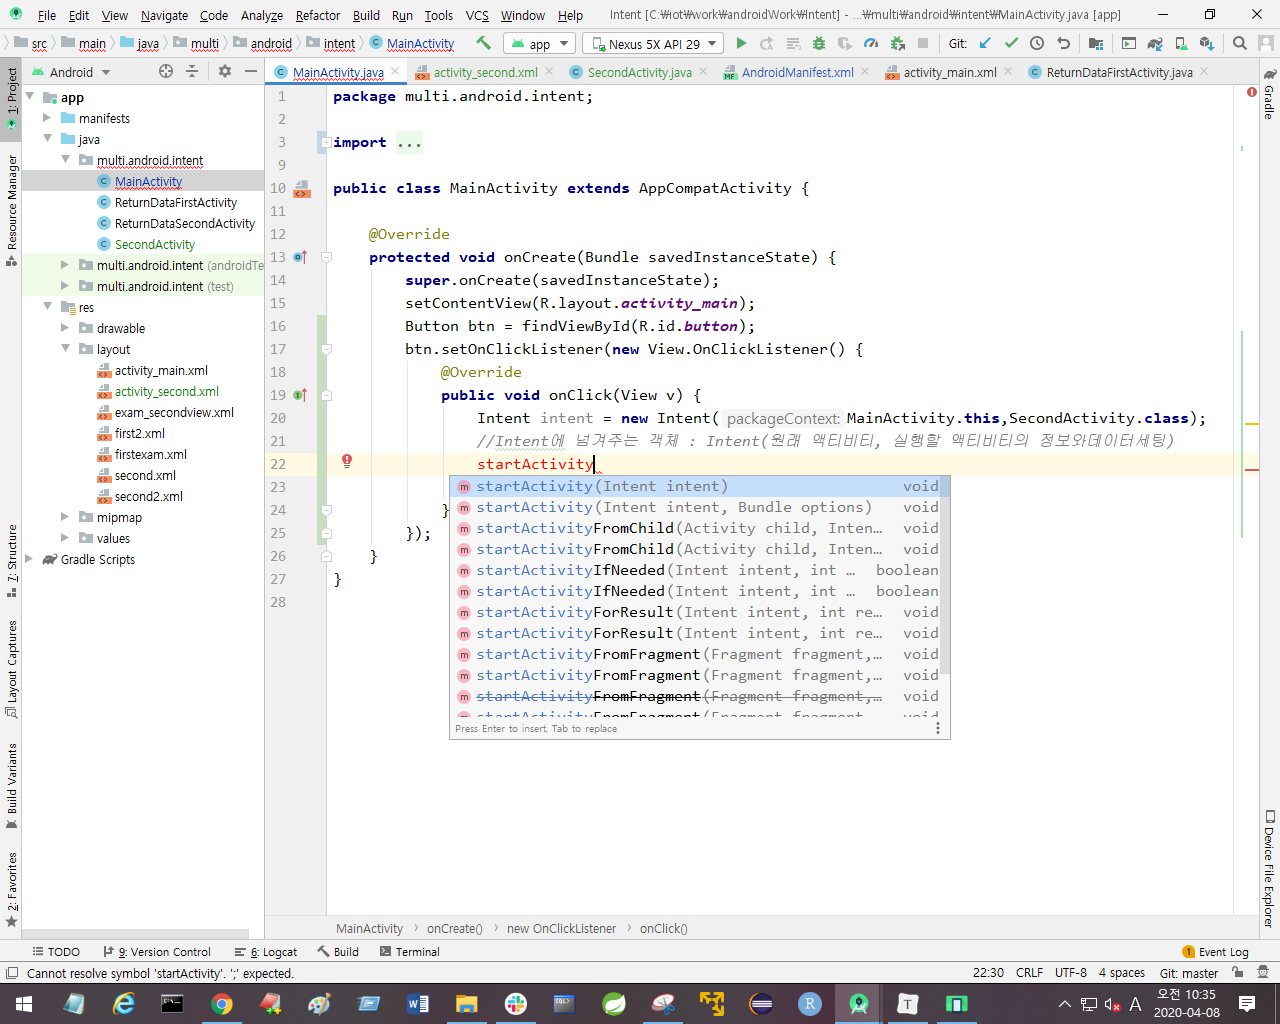 File Edit View Navigate Code Analyze Refactor Build Run Tools VCS Window Help Intent [C:₩iot₩work₩androidWork₩Intent] - ...₩multi₩android₩intent₩MainActivity.java [app]
src main java multi android intent MainActivity app Nexus 5X API 29 Git:
Android MainActivity.java activity_second.xml SecondActivity.java AndroidManifest.xml activity_main.xml ReturnDataFirstActivity.java
1: Project
Resource Manager
7: Structure
Layout Captures
Build Variants
2: Favorites
app
manifests
java
multi.android.intent
MainActivity
ReturnDataFirstActivity
ReturnDataSecondActivity
SecondActivity
multi.android.intent (androidTe
multi.android.intent (test)
res
drawable
layout
activity_main.xml
activity_second.xml
exam_secondview.xml
first2.xml
firstexam.xml
second.xml
second2.xml
mipmap
values
Gradle Scripts
1 package multi.android.intent;
2
3 import ...
9
10 public class MainActivity extends AppCompatActivity {
11
12 @Override
13 protected void onCreate(Bundle savedInstanceState) {
14 super.onCreate(savedInstanceState);
15 setContentView(R.layout.activity_main);
16 Button btn = findViewById(R.id.button);
17 btn.setOnClickListener(new View.OnClickListener() {
18 @Override
19 public void onClick(View v) {
20 Intent intent = new Intent( packageContext: MainActivity.this,SecondActivity.class);
21 //Intent에 넘겨주는 객체 : Intent(원래 액티비티, 실행할 액티비티의 정보와데이터세팅)
22 startActivity
23
24 }
25 });
26 }
27 }
28
startActivity(Intent intent) void
startActivity(Intent intent, Bundle options) void
startActivityFromChild(Activity child, Inten… void
startActivityFromChild(Activity child, Inten… void
startActivityIfNeeded(Intent intent, int … boolean
startActivityIfNeeded(Intent intent, int … boolean
startActivityForResult(Intent intent, int re… void
startActivityForResult(Intent intent, int re… void
startActivityFromFragment(Fragment fragment,… void
startActivityFromFragment(Fragment fragment,… void
startActivityFromFragment(Fragment fragment,… void
startActivityFromFragment(Fragment fragment void
Press Enter to insert, Tab to replace
Gradle
Device File Explorer
MainActivity onCreate() new OnClickListener onClick()
TODO 9: Version Control 6: Logcat Build Terminal 1 Event Log
Cannot resolve symbol 'startActivity'. ';' expected. 22:30 CRLF UTF-8 4 spaces Git: master
A 오전 10:35
2020-04-08